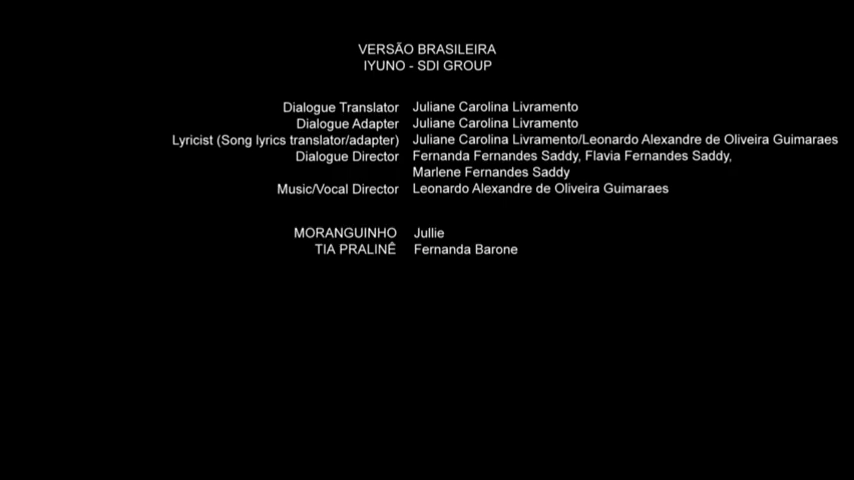 VERSÃO BRASILEIRA
IYUNO - SDI GROUP
Dialogue Translator Juliane Carolina Livramento
Dialogue Adapter Juliane Carolina Livramento
Lyricist (Song lyrics translator/adapter) Juliane Carolina Livramento/Leonardo Alexandre de Oliveira Guimaraes
Dialogue Director Fernanda Fernandes Saddy, Flavia Fernandes Saddy,
Marlene Fernandes Saddy
Music/Vocal Director Leonardo Alexandre de Oliveira Guimaraes
MORANGUINHO Jullie
TIA PRALINÊ Fernanda Barone